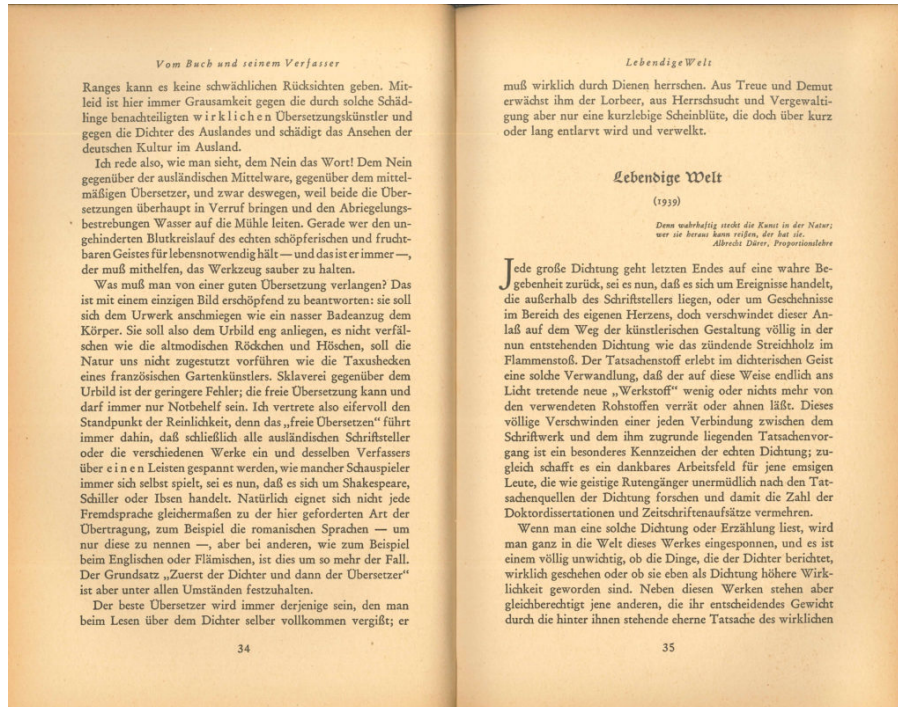 Vom Buch und seinem Verfasser
Ranges kann es keine schwächlichen Rücksichten geben. Mit-
leid ist hier immer Grausamkeit gegen die durch solche Schäd-
linge benachteiligten wirklichen Übersetzungskünstler und
gegen die Dichter des Auslandes und schädigt das Ansehen der
deutschen Kultur im Ausland.
Ich rede also, wie man sieht, dem Nein das Wort! Dem Nein
gegenüber der ausländischen Mittelware, gegenüber dem mittel-
mäßigen Übersetzer, und zwar deswegen, weil beide die Über-
setzungen überhaupt in Verruf bringen und den Abriegelungs-
bestrebungen Wasser auf die Mühle leiten. Gerade wer den un-
gehinderten Blutkreislauf des echten schöpferischen und frucht-
baren Geistes für lebensnotwendig hält — und das ist er immer —,
der muß mithelfen, das Werkzeug sauber zu halten.
Was muß man von einer guten Übersetzung verlangen? Das
ist mit einem einzigen Bild erschöpfend zu beantworten: sie soll
sich dem Urwerk anschmiegen wie ein nasser Badeanzug dem
Körper. Sie soll also dem Urbild eng anliegen, es nicht verfäl-
schen wie die altmodischen Röckchen und Höschen, soll die
Natur uns nicht zugestutzt vorführen wie die Taxushecken
eines französischen Gartenkünstlers. Sklaverei gegenüber dem
Urbild ist der geringere Fehler; die freie Übersetzung kann und
darf immer nur Notbehelf sein. Ich vertrete also eifervoll den
Standpunkt der Reinlichkeit, denn das „freie Übersetzen“ führt
immer dahin, daß schließlich alle ausländischen Schriftsteller
oder die verschiedenen Werke ein und desselben Verfassers
über einen Leisten gespannt werden, wie mancher Schauspieler
immer sich selbst spielt, sei es nun, daß es sich um Shakespeare,
Schiller oder Ibsen handelt. Natürlich eignet sich nicht jede
Fremdsprache gleichermaßen zu der hier geforderten Art der
Übertragung, zum Beispiel die romanischen Sprachen — um
nur diese zu nennen —, aber bei anderen, wie zum Beispiel
beim Englischen oder Flämischen, ist dies um so mehr der Fall.
Der Grundsatz „Zuerst der Dichter und dann der Übersetzer“
ist aber unter allen Umständen festzuhalten.
Der beste Übersetzer wird immer derjenige sein, den man
beim Lesen über dem Dichter selber vollkommen vergißt; er
34
Lebendige Welt
muß wirklich durch Dienen herrschen. Aus Treue und Demut
erwächst ihm der Lorbeer, aus Herrschsucht und Vergewalti-
gung aber nur eine kurzlebige Scheinblüte, die doch über kurz
oder lang entlarvt wird und verwelkt.
Lebendige Welt
(1939)
Denn wahrhaftig steckt die Kunst in der Natur;
wer sie heraus kann reißen, der hat sie.
Albrecht Dürer, Proportionslehre
Jede große Dichtung geht letzten Endes auf eine wahre Be-
gebenheit zurück, sei es nun, daß es sich um Ereignisse handelt,
die außerhalb des Schriftstellers liegen, oder um Geschehnisse
im Bereich des eigenen Herzens, doch verschwindet dieser An-
laß auf dem Weg der künstlerischen Gestaltung völlig in der
nun entstehenden Dichtung wie das zündende Streichholz im
Flammenstoß. Der Tatsachenstoff erlebt im dichterischen Geist
eine solche Verwandlung, daß der auf diese Weise endlich ans
Licht tretende neue „Werkstoff“ wenig oder nichts mehr von
den verwendeten Rohstoffen verrät oder ahnen läßt. Dieses
völlige Verschwinden einer jeden Verbindung zwischen dem
Schriftwerk und dem ihm zugrunde liegenden Tatsachenvor-
gang ist ein besonderes Kennzeichen der echten Dichtung; zu-
gleich schafft es ein dankbares Arbeitsfeld für jene emsigen
Leute, die wie geistige Rutengänger unermüdlich nach den Tat-
sachenquellen der Dichtung forschen und damit die Zahl der
Doktordissertationen und Zeitschriftenaufsätze vermehren.
Wenn man eine solche Dichtung oder Erzählung liest, wird
man ganz in die Welt dieses Werkes eingesponnen, und es ist
einem völlig unwichtig, ob die Dinge, die der Dichter berichtet,
wirklich geschehen oder ob sie eben als Dichtung höhere Wirk-
lichkeit geworden sind. Neben diesen Werken stehen aber
gleichberechtigt jene anderen, die ihr entscheidendes Gewicht
durch die hinter ihnen stehende eherne Tatsache des wirklichen
35